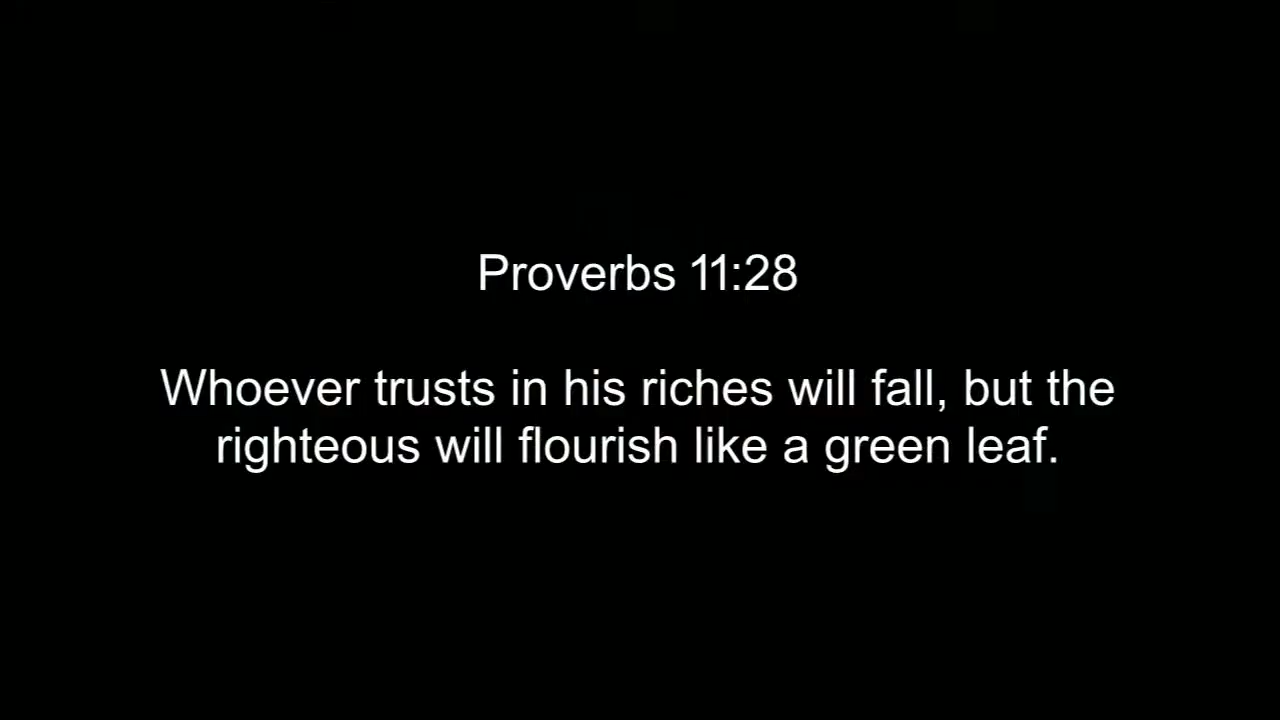 Proverbs 11:28
Whoever trusts in his riches will fall, but the
righteous will flourish like a green leaf.